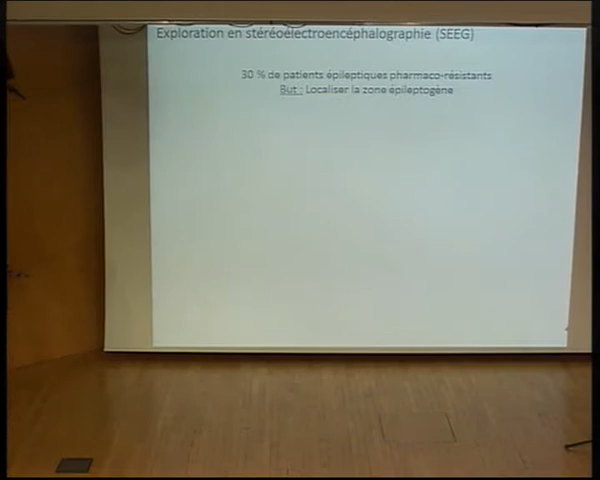 Exploration en stéréoélectroencéphalographie (SEEG)
30 % de patients épileptiques pharmaco-résistants
But : Localiser la zone épileptogène